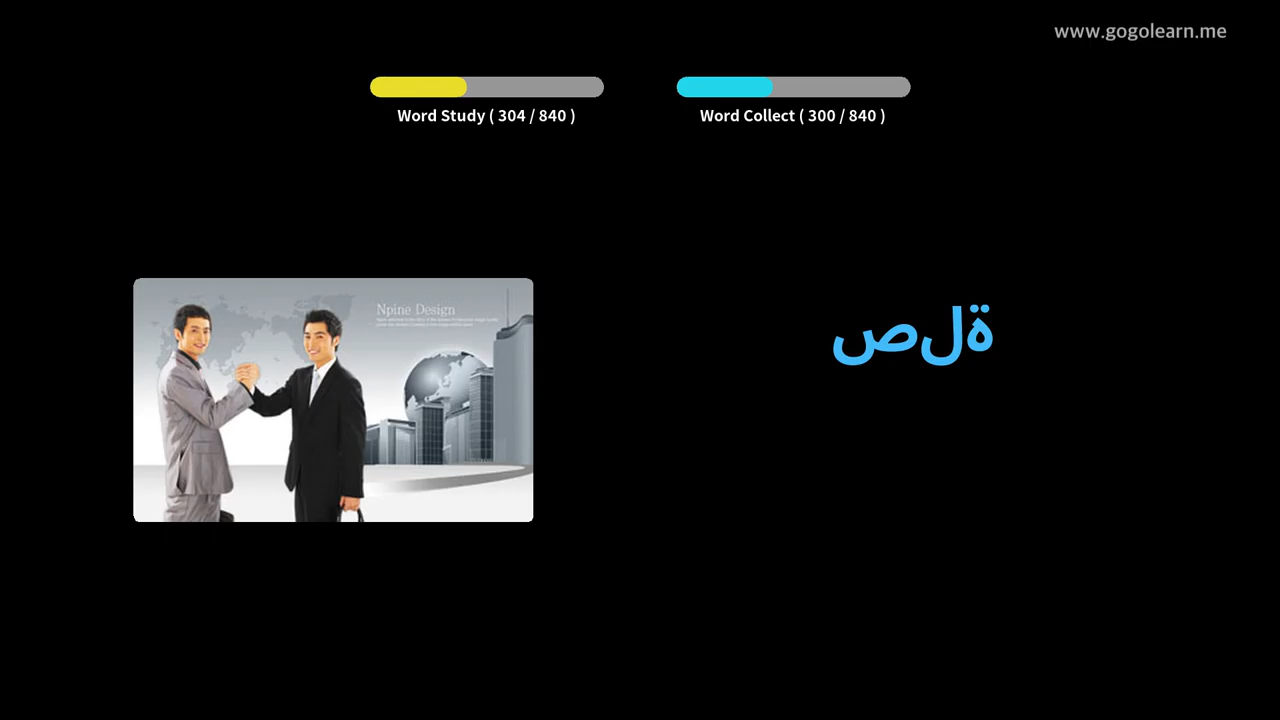 www.gogolearn.me
Word Study ( 304 / 840 )
Word Collect ( 300 / 840 )
Npine Design
صلة